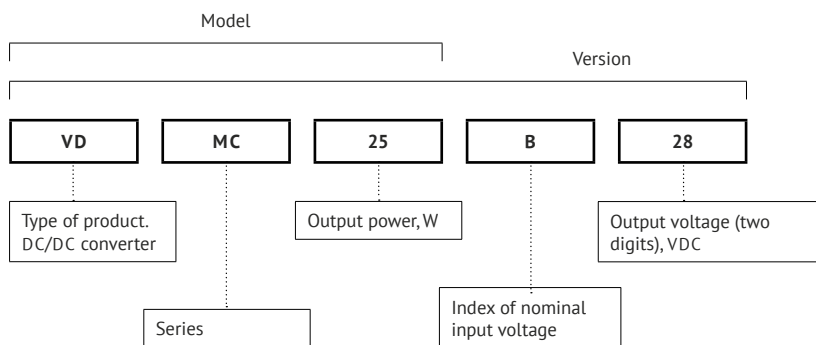 Model
Version
VD MC 25 B 28
Type of product.
DC/DC converter
Output power, W
Output voltage (two
digits), VDC
Series
Index of nominal
input voltage